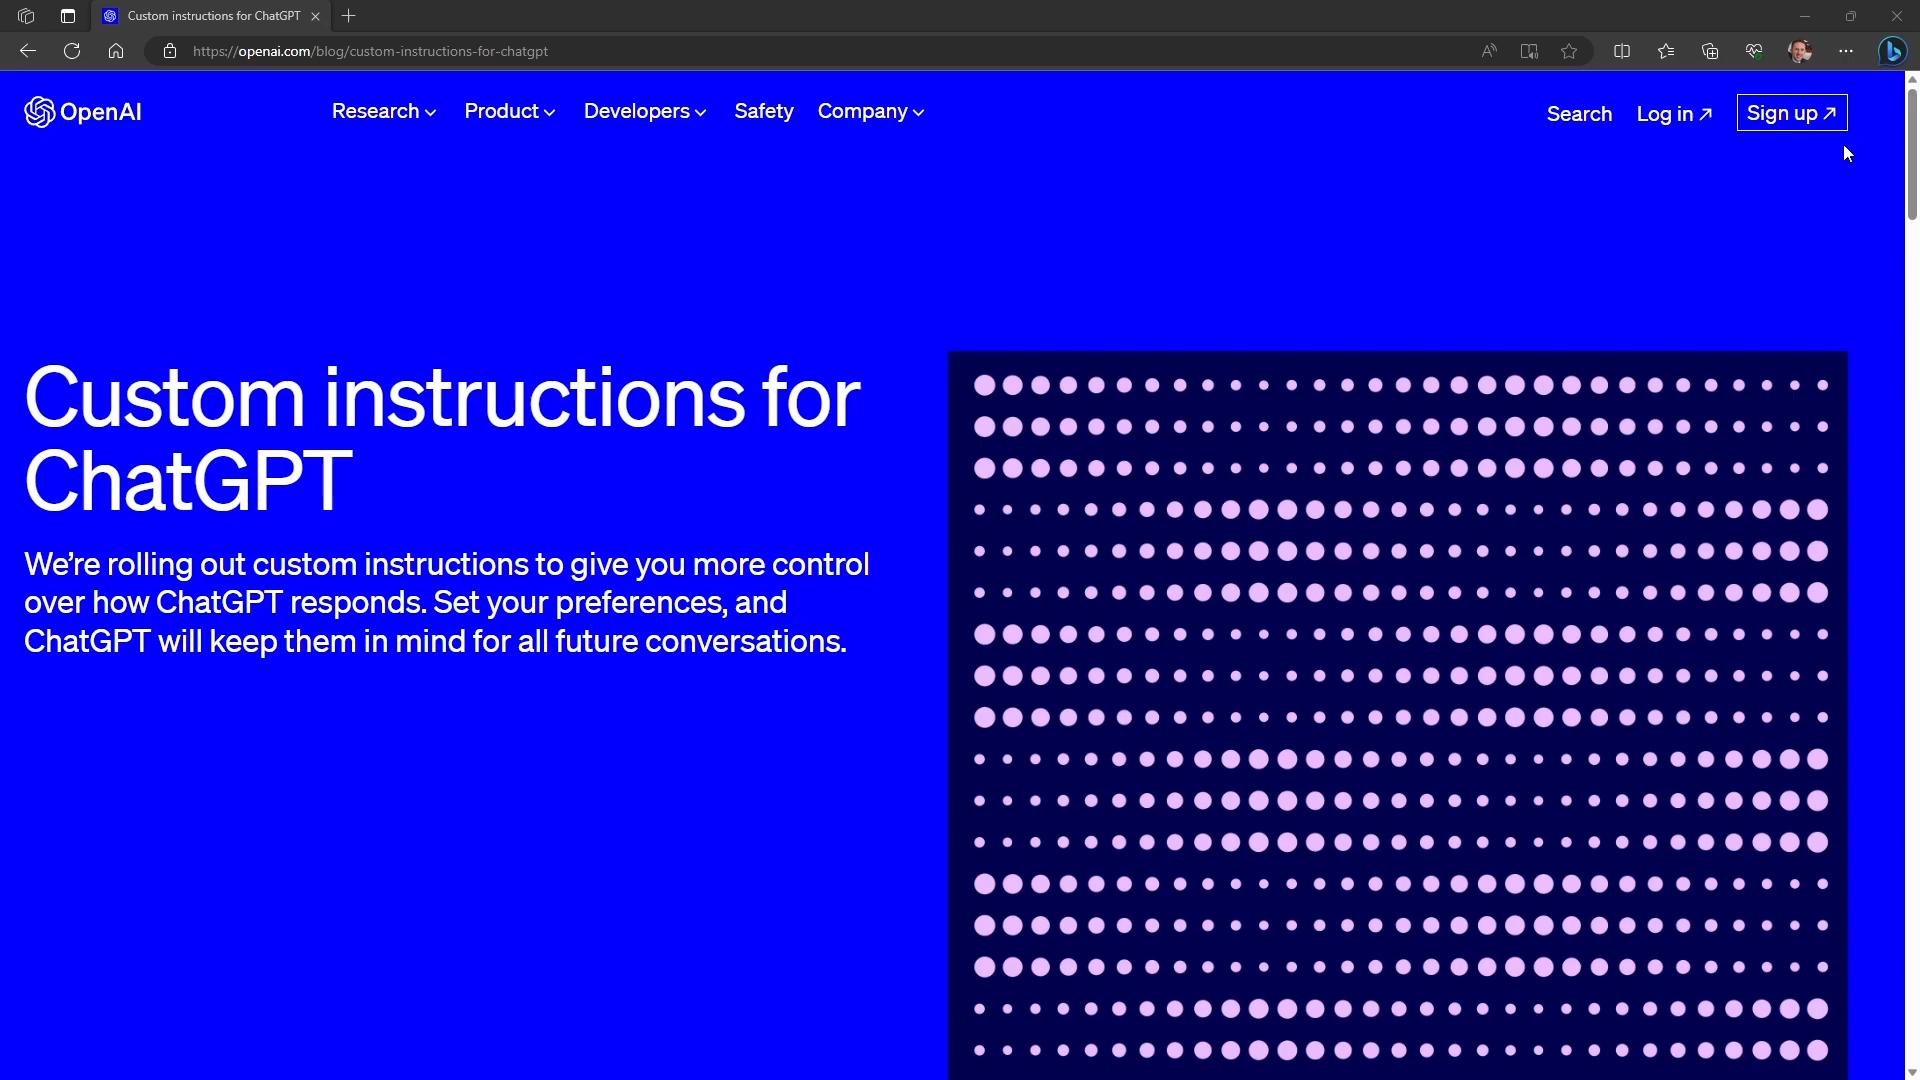 Custom instructions for ChatGPT
https://openai.com/blog/custom-instructions-for-chatgpt
OpenAI
Research
Product
Developers
Safety
Company
Search
Log in
Sign up
Custom instructions for
ChatGPT
We're rolling out custom instructions to give you more control
over how ChatGPT responds. Set your preferences, and
ChatGPT will keep them in mind for all future conversations.